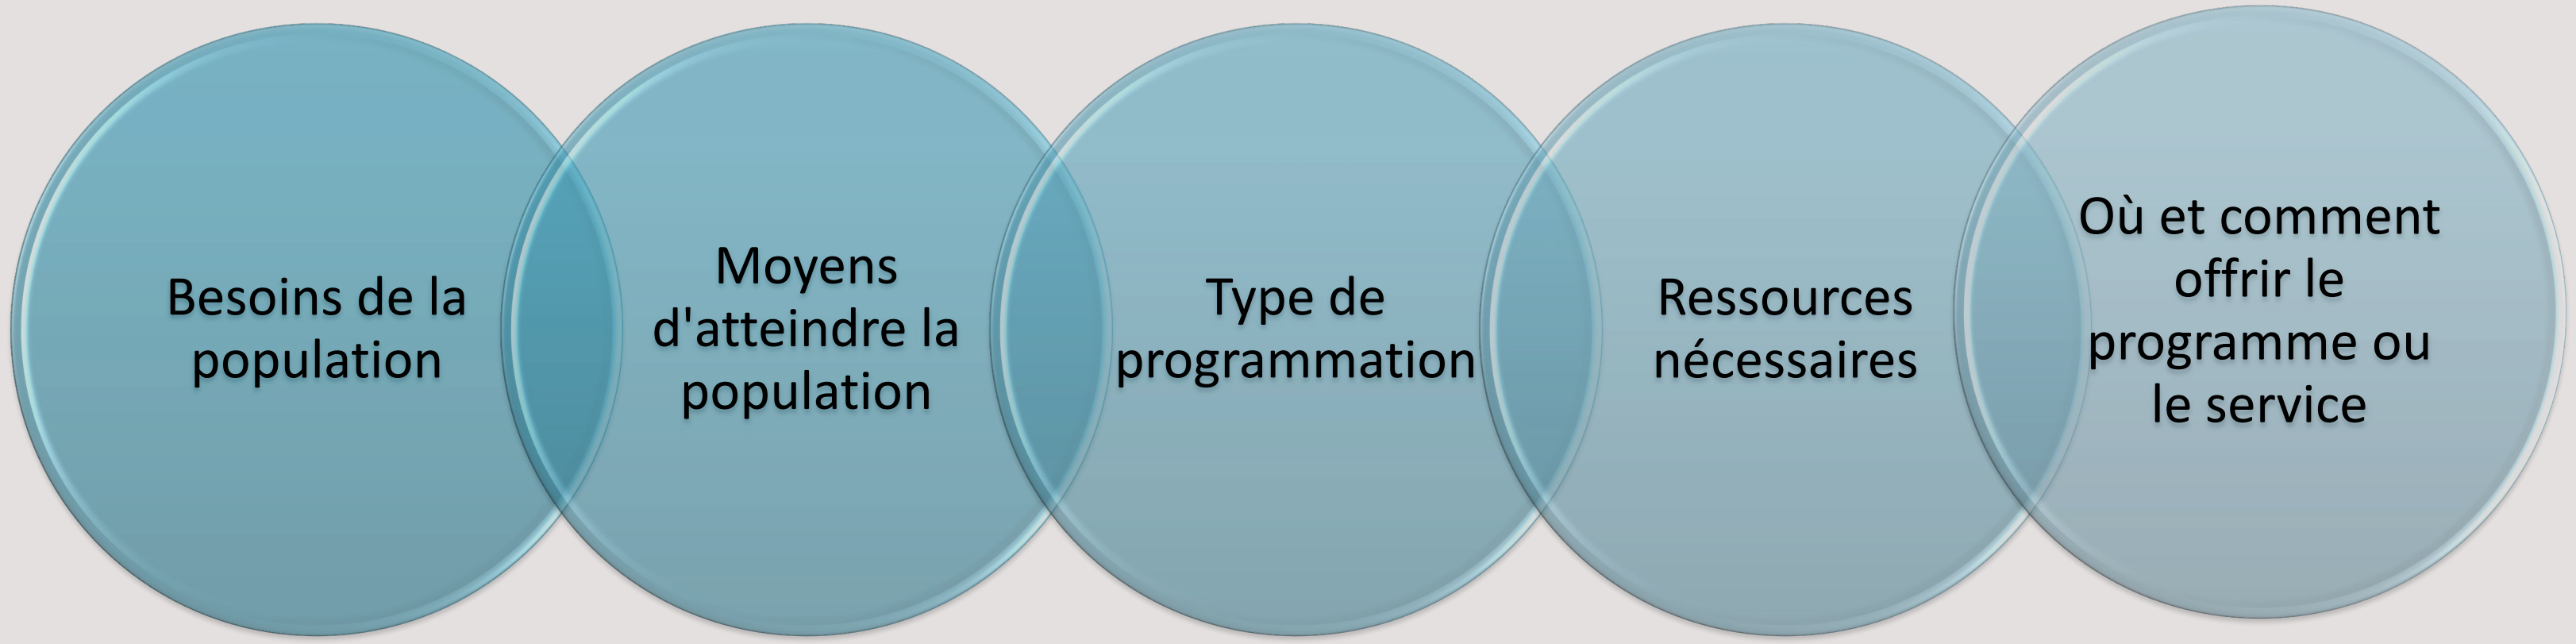 Besoins de la
population
Moyens
d'atteindre la
population
Type de
programmation
Ressources
nécessaires
Où et comment
offrir le
programme ou
le service